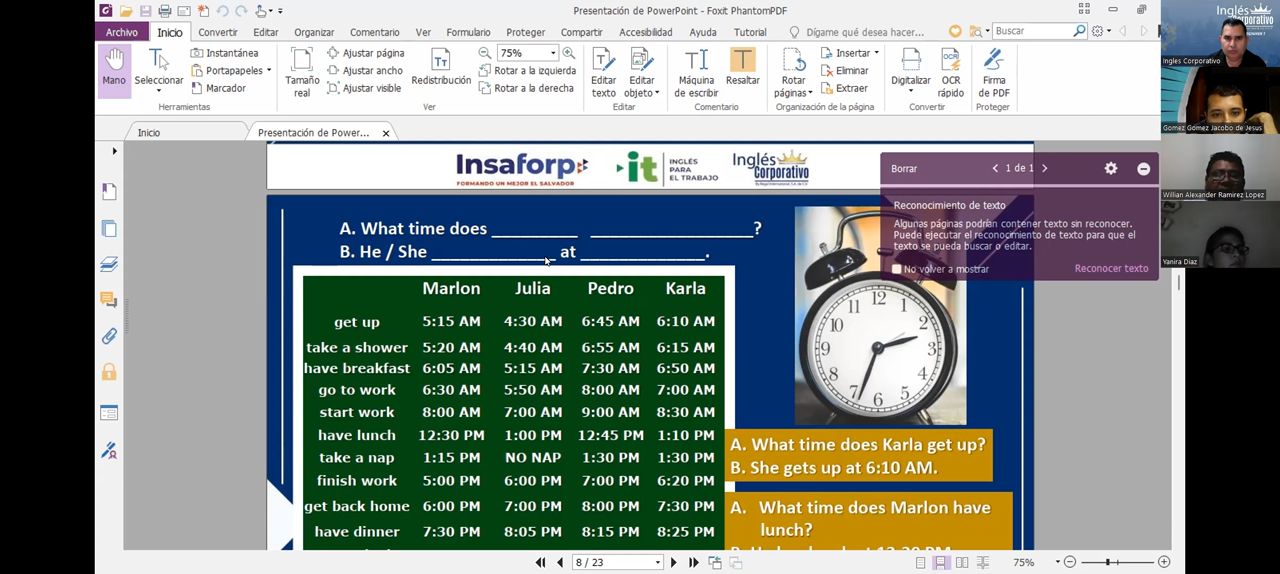 Presentación de PowerPoint - Foxit PhantomPDF
Archivo Inicio Convertir Editar Organizar Comentario Ver Formulario Proteger Compartir Accesibilidad Ayuda Tutorial Dígame qué desea hacer... Buscar
Mano
Seleccionar
Instantánea
Portapapeles
Marcador
Herramientas
Tamaño real
Ajustar página
Ajustar ancho
Ajustar visible
Redistribución
75%
Rotar a la izquierda
Rotar a la derecha
Ver
Editar texto
Editar objeto
Editar
Máquina de escribir
Resaltar
Comentario
Rotar páginas
Insertar
Eliminar
Extraer
Organización de la página
Digitalizar
OCR rápido
Convertir
Firma de PDF
Proteger
Inicio
Presentación de Power... ×
Insaforp
FORMANDO UN MEJOR EL SALVADOR
it INGLÉS PARA EL TRABAJO
Inglés Corporativo
Borrar
1 de 1
Reconocimiento de texto
Algunas páginas podrían contener texto sin reconocer.
Puede ejecutar el reconocimiento de texto para que el
texto se pueda buscar o editar.
No volver a mostrar
Reconocer texto
A. What time does ________ _______________?
B. He / She ____________ at ____________.
Marlon Julia Pedro Karla
get up 5:15 AM 4:30 AM 6:45 AM 6:10 AM
take a shower 5:20 AM 4:40 AM 6:55 AM 6:15 AM
have breakfast 6:05 AM 5:15 AM 7:30 AM 6:50 AM
go to work 6:30 AM 5:50 AM 8:00 AM 7:00 AM
start work 8:00 AM 7:00 AM 9:00 AM 8:30 AM
have lunch 12:30 PM 1:00 PM 12:45 PM 1:10 PM
take a nap 1:15 PM NO NAP 1:30 PM 1:30 PM
finish work 5:00 PM 6:00 PM 7:00 PM 6:20 PM
get back home 6:00 PM 7:00 PM 8:00 PM 7:30 PM
have dinner 7:30 PM 8:05 PM 8:15 PM 8:25 PM
12
1
2
3
4
5
6
7
8
9
10
11
A. What time does Karla get up?
B. She gets up at 6:10 AM.
A. What time does Marlon have
lunch?
8 / 23
75%
Inglés
Corporativo
Ingles Corporativo
Gomez Gomez Jacobo de Jesus
Willian Alexander Ramirez Lopez
Yanira Diaz